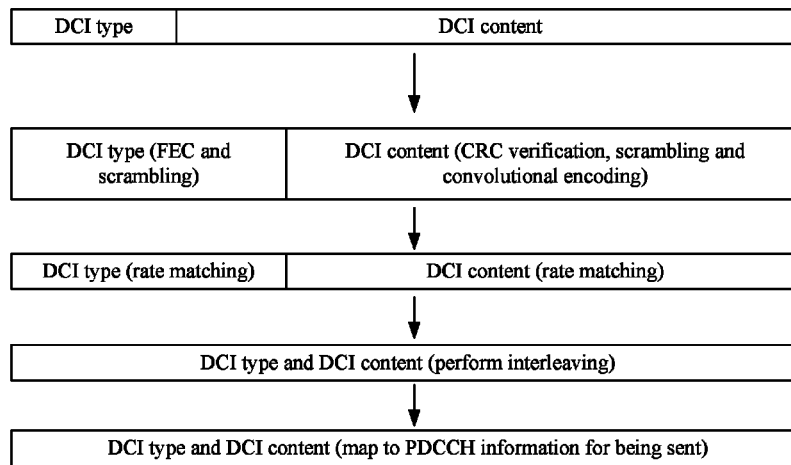 DCI type
DCI content
DCI type (FEC and
scrambling)
DCI content (CRC verification, scrambling and
convolutional encoding)
DCI type (rate matching)
DCI content (rate matching)
DCI type and DCI content (perform interleaving)
DCI type and DCI content (map to PDCCH information for being sent)